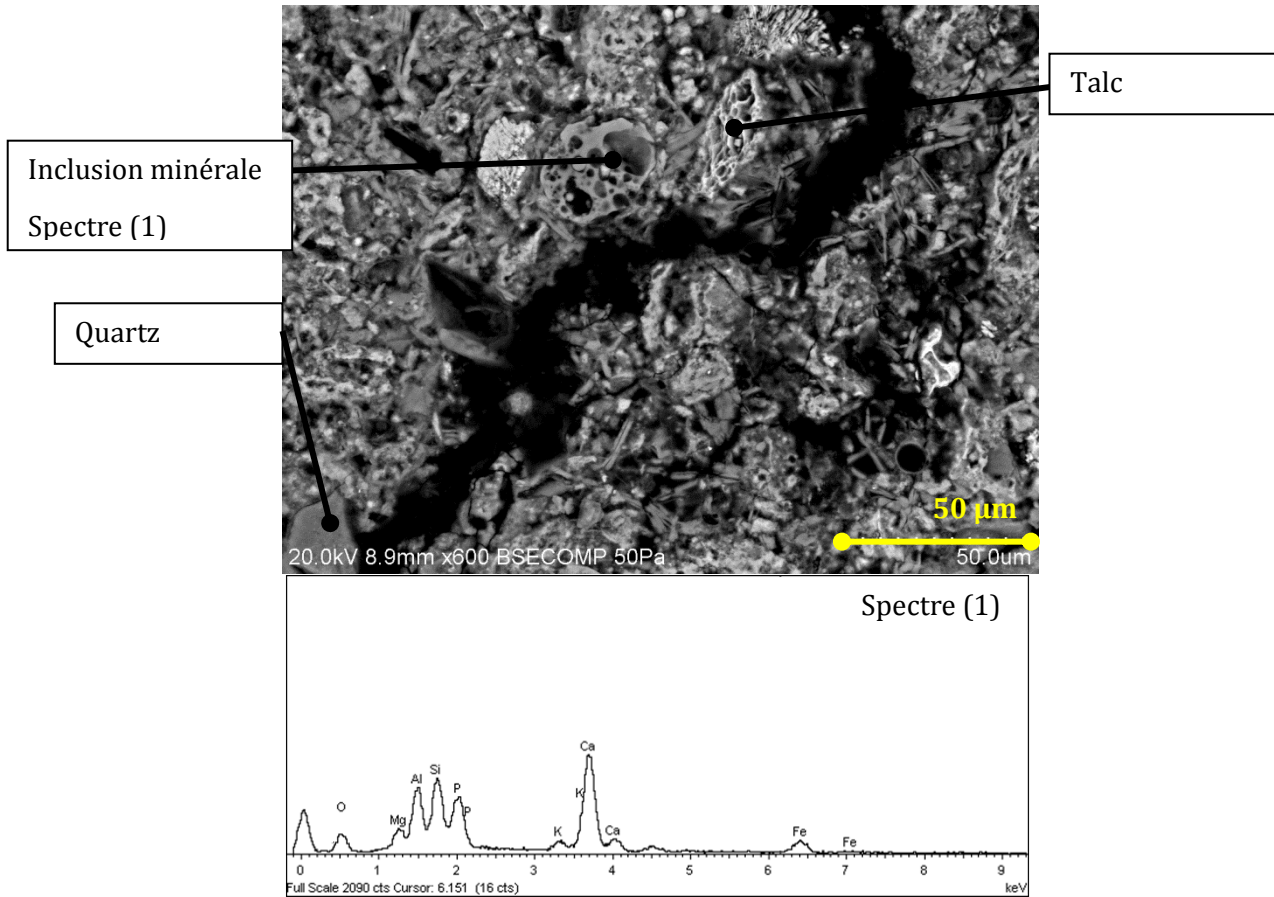 Talc
Inclusion minérale
Spectre (1)
Quartz
50 µm
20.0kV 8.9mm x600 BSECOMP 50Pa
50.0um
Spectre (1)
O
Mg
Al
Si
P
P
K
K
Ca
Ca
Fe
Fe
0 1 2 3 4 5 6 7 8 9
Full Scale 2090 cts Cursor: 6.151 (16 cts)
keV